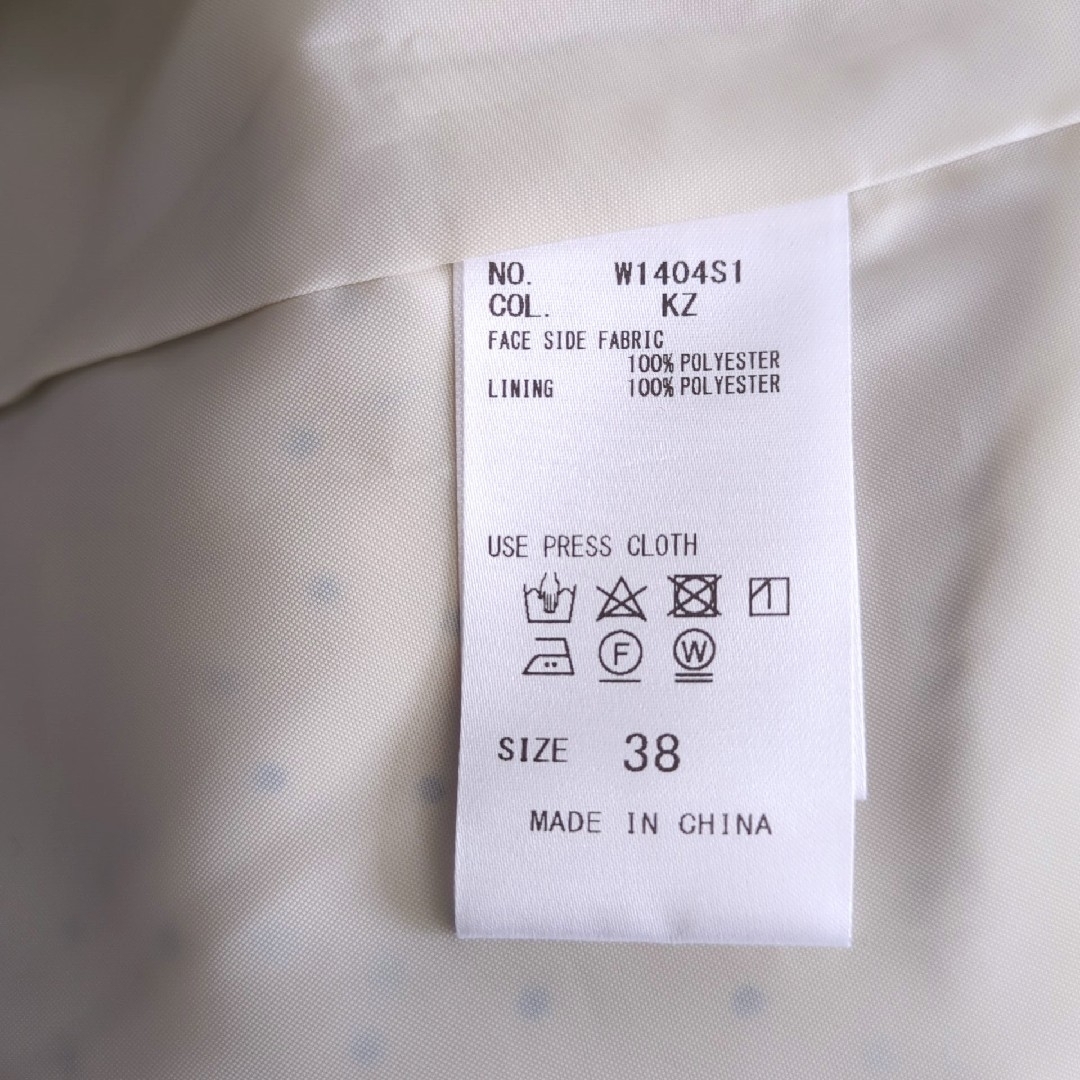 NO. W1404S1
COL. KZ
FACE SIDE FABRIC
100% POLYESTER
LINING 100% POLYESTER
USE PRESS CLOTH
F W
SIZE 38
MADE IN CHINA